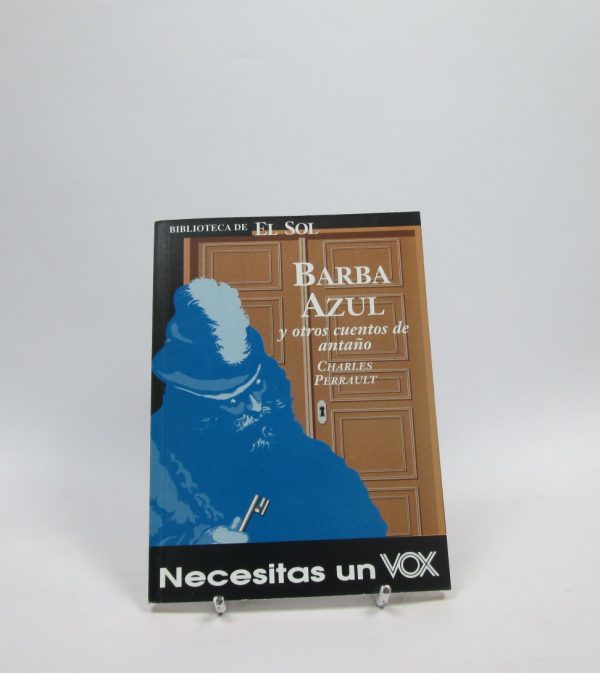 BIBLIOTECA DE EL SOL
BARBA
AZUL
y otros cuentos de
antaño
CHARLES
PERRAULT
Necesitas un VOX